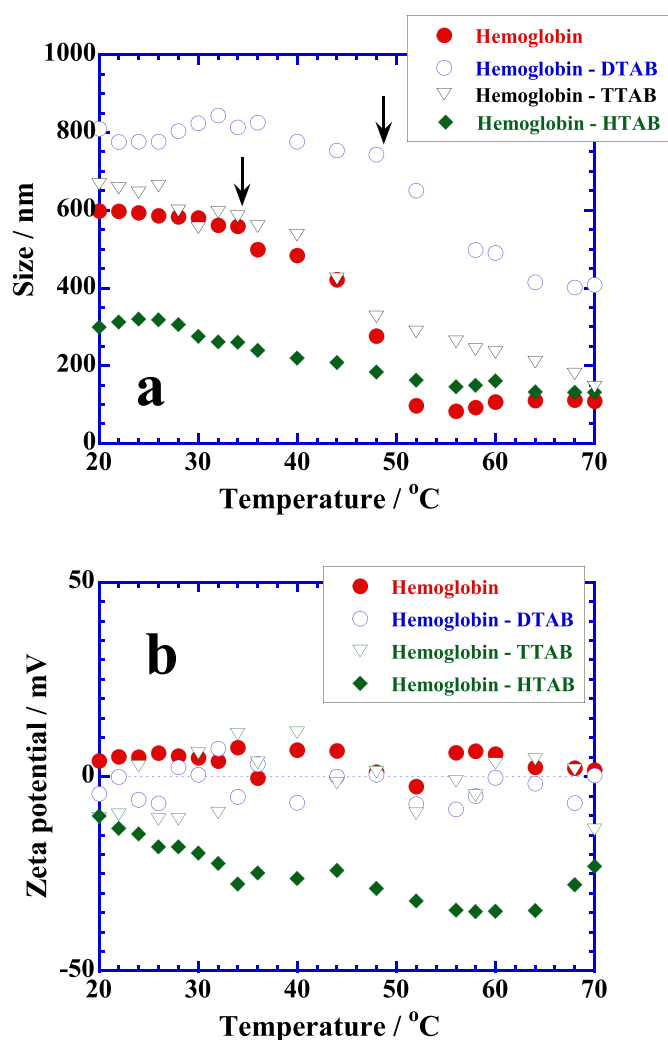 Hemoglobin
Hemoglobin - DTAB
Hemoglobin - TTAB
Hemoglobin - HTAB
1000
800
600
400
200
0
Size / nm
a
20 30 40 50 60 70
Temperature / °C
Hemoglobin
Hemoglobin - DTAB
Hemoglobin - TTAB
Hemoglobin - HTAB
50
0
-50
Zeta potential / mV
b
20 30 40 50 60 70
Temperature / °C